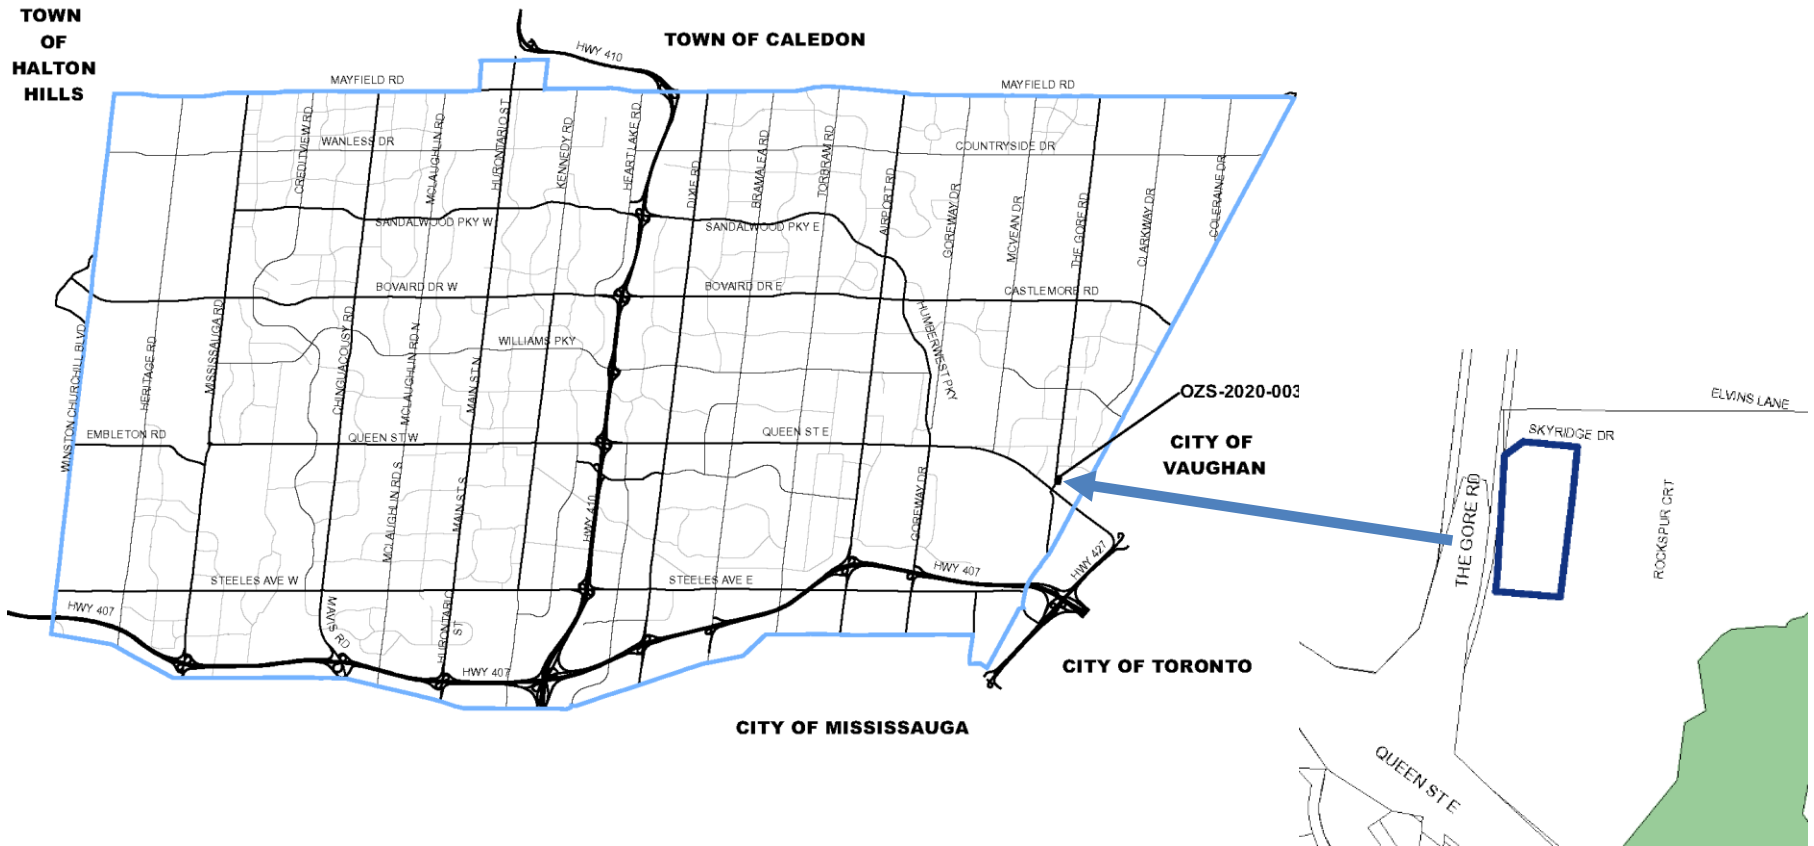 TOWN
OF
HALTON
HILLS
TOWN OF CALEDON
HWY 410
MAYFIELD RD
MAYFIELD RD
WANLESS DR
COUNTRYSIDE DR
CREDITVIEW RD
MCLAUGHLIN RD
HURONTARIO ST
KENNEDY RD
HEART LAKE RD
DIXIE RD
BRAMALEA RD
TORBRAM RD
AIRPORT RD
GOREWAY DR
MCVEAN DR
THE GORE RD
CLARKWAY DR
COLERAINE DR
SANDALWOOD PKY W
SANDALWOOD PKY E
BOVAIRD DR W
BOVAIRD DR E
CASTLEMORE RD
HUMBERWEST PKY
WILLIAMS PKY
WINSTON CHURCHILL BLVD
HERITAGE RD
MISSISSAUGA RD
CHINGUACOUSY RD
MCLAUGHLIN RD N
MAIN ST N
OZS-2020-003
EMBLETON RD
QUEEN ST W
QUEEN ST E
CITY OF
VAUGHAN
MCLAUGHLIN RD S
MAIN ST S
HWY 410
GOREWAY DR
STEELES AVE W
STEELES AVE E
HWY 407
HWY 427
HWY 407
MAVIS RD
HURONTARIO
ST
HWY 407
CITY OF TORONTO
CITY OF MISSISSAUGA
ELVINS LANE
SKYRIDGE DR
THE GORE RD
ROCKSPUR CRT
QUEEN ST E